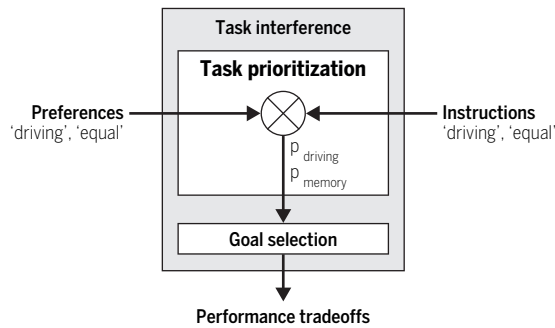 Task interference
Task prioritization
Preferences
‘driving’, ‘equal’
Instructions
‘driving’, ‘equal’
p driving
p memory
Goal selection
Performance tradeoffs